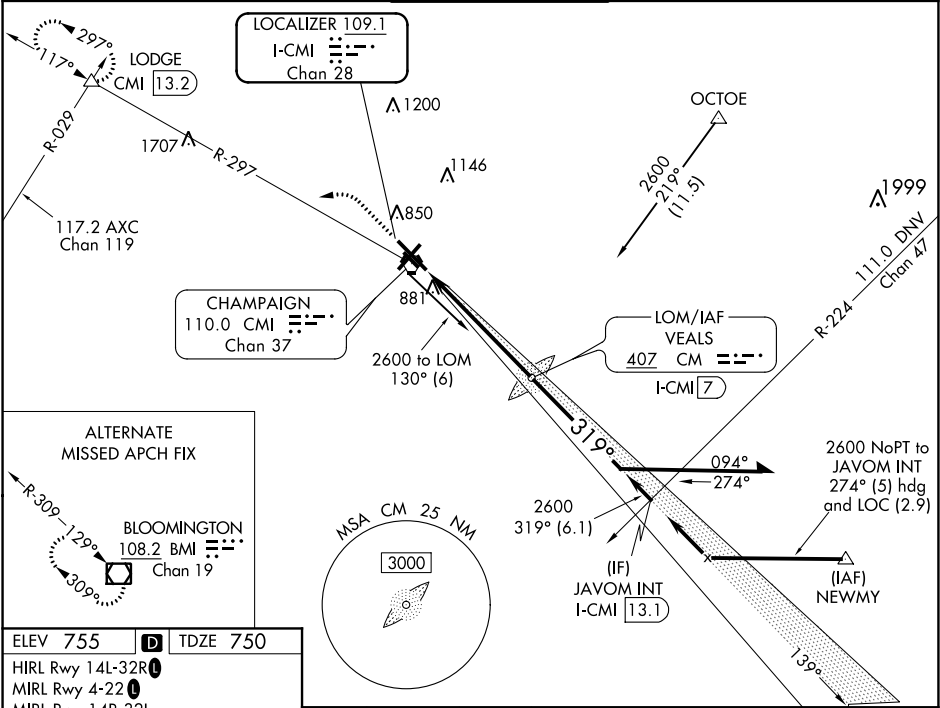 LOCALIZER 109.1
I-CMI
Chan 28
297°
117°
LODGE
CMI 13.2
R-029
1707
R-297
1200
1146
850
OCTOE
2600
219°
(11.5)
1999
117.2 AXC
Chan 119
111.0 DNV
Chan 47
R-224
CHAMPAIGN
110.0 CMI
Chan 37
881
2600 to LOM
130° (6)
LOM/IAF
VEALS
407 CM
I-CMI 7
319°
094°
274°
2600 NoPT to
JAVOM INT
274° (5) hdg
and LOC (2.9)
2600
319° (6.1)
(IF)
JAVOM INT
I-CMI 13.1
(IAF)
NEWMY
139°
ALTERNATE
MISSED APCH FIX
R-309
129°
309°
BLOOMINGTON
108.2 BMI
Chan 19
MSA CM 25 NM
3000
ELEV 755 D TDZE 750
HIRL Rwy 14L-32R L
MIRL Rwy 4-22 L
MIRL Rwy 14R-32L